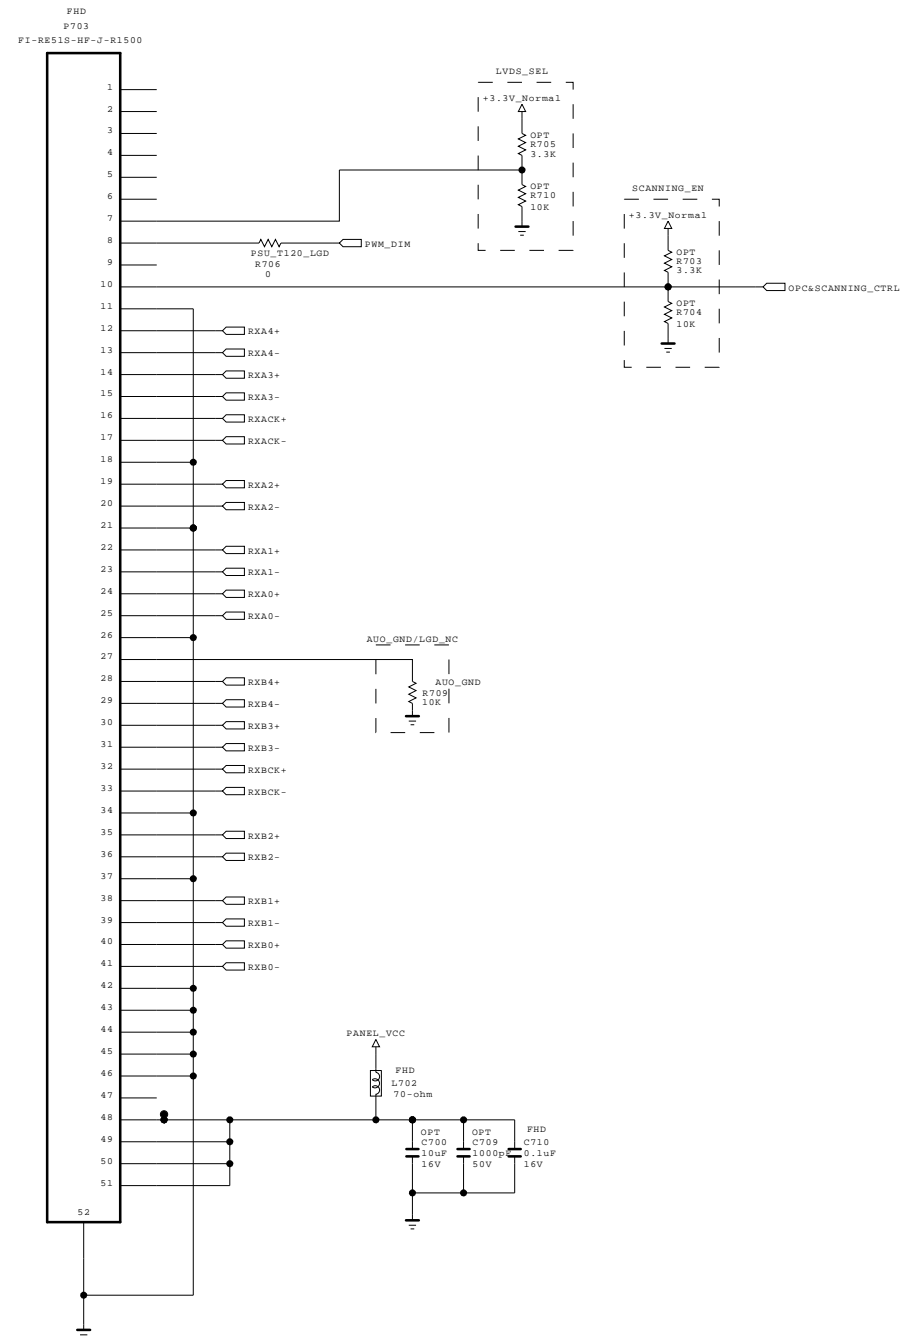 FHD
P703
FI-RE51S-HF-J-R1500
1
2
3
4
5
6
7
8
9
10
11
12
13
14
15
16
17
18
19
20
21
22
23
24
25
26
27
28
29
30
31
32
33
34
35
36
37
38
39
40
41
42
43
44
45
46
47
48
49
50
51
52
LVDS_SEL
+3.3V_Normal
OPT
R705
3.3K
OPT
R710
10K
SCANNING_EN
+3.3V_Normal
OPT
R703
3.3K
OPT
R704
10K
OPC&SCANNING_CTRL
PWM_DIM
PSU_T120_LGD
R706
0
RXA4+
RXA4-
RXA3+
RXA3-
RXACK+
RXACK-
RXA2+
RXA2-
RXA1+
RXA1-
RXA0+
RXA0-
AUO_GND/LGD_NC
AUO_GND
R709
10K
RXB4+
RXB4-
RXB3+
RXB3-
RXBCK+
RXBCK-
RXB2+
RXB2-
RXB1+
RXB1-
RXB0+
RXB0-
PANEL_VCC
FHD
L702
70-ohm
OPT
C700
10uF
16V
OPT
C709
1000pF
50V
FHD
C710
0.1uF
16V